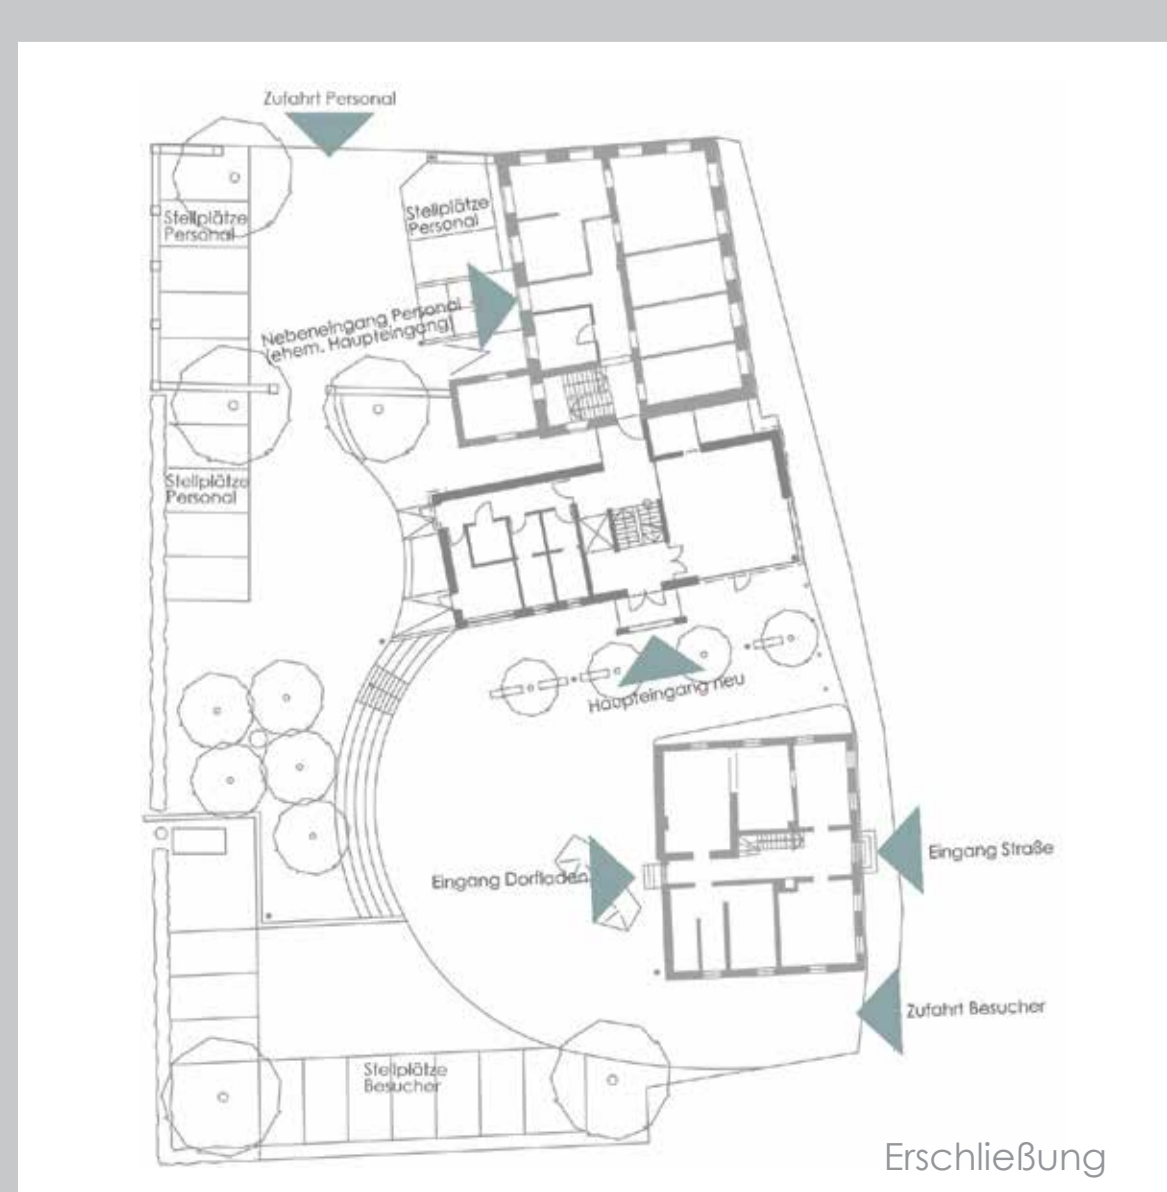 Zufahrt Personal
Stellplätze
Personal
Stellplätze
Personal
Nebeneingang Personal
(ehem. Haupteingang)
Stellplätze
Personal
Haupteingang neu
Eingang Straße
Eingang Dorfladen
Zufahrt Besucher
Stellplätze
Besucher
Erschließung